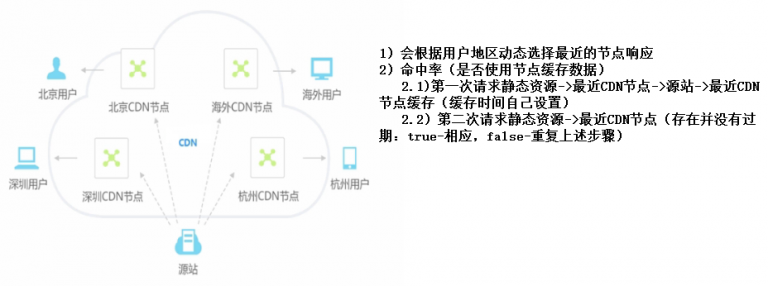 北京用户
北京CDN节点
海外CDN节点
海外用户
CDN
深圳用户
深圳CDN节点
杭州CDN节点
杭州用户
源站
1）会根据用户地区动态选择最近的节点响应
2）命中率（是否使用节点缓存数据）
2.1)第一次请求静态资源->最近CDN节点->源站->最近CDN
节点缓存（缓存时间自己设置）
2.2）第二次请求静态资源->最近CDN节点（存在并没有过
期：true-相应，false-重复上述步骤）